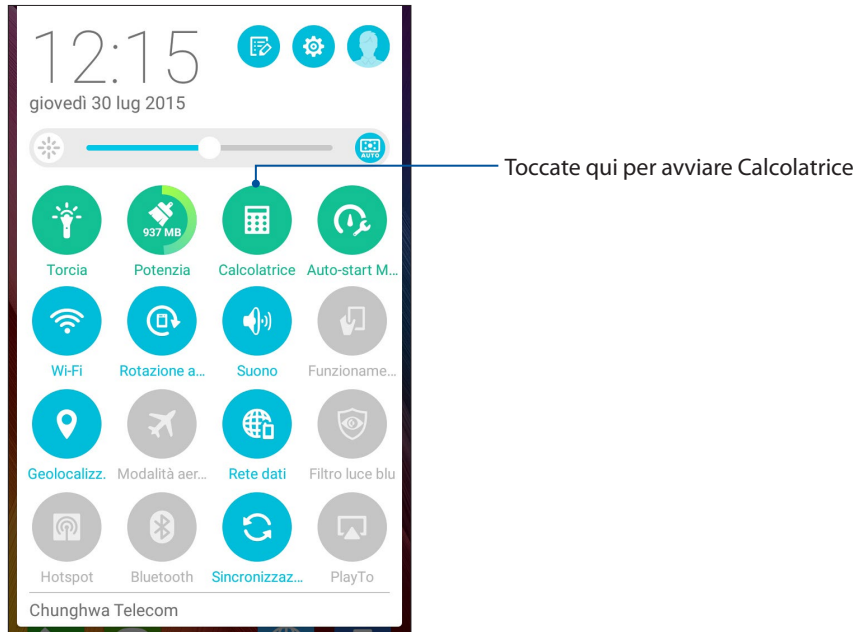 12:15
giovedì 30 lug 2015
AUTO
Toccate qui per avviare Calcolatrice
937 MB
Torcia Potenzia Calcolatrice Auto-start M...
Wi-Fi Rotazione a... Suono Funzioname...
Geolocalizz. Modalità aer... Rete dati Filtro luce blu
Hotspot Bluetooth Sincronizzaz... PlayTo
Chunghwa Telecom